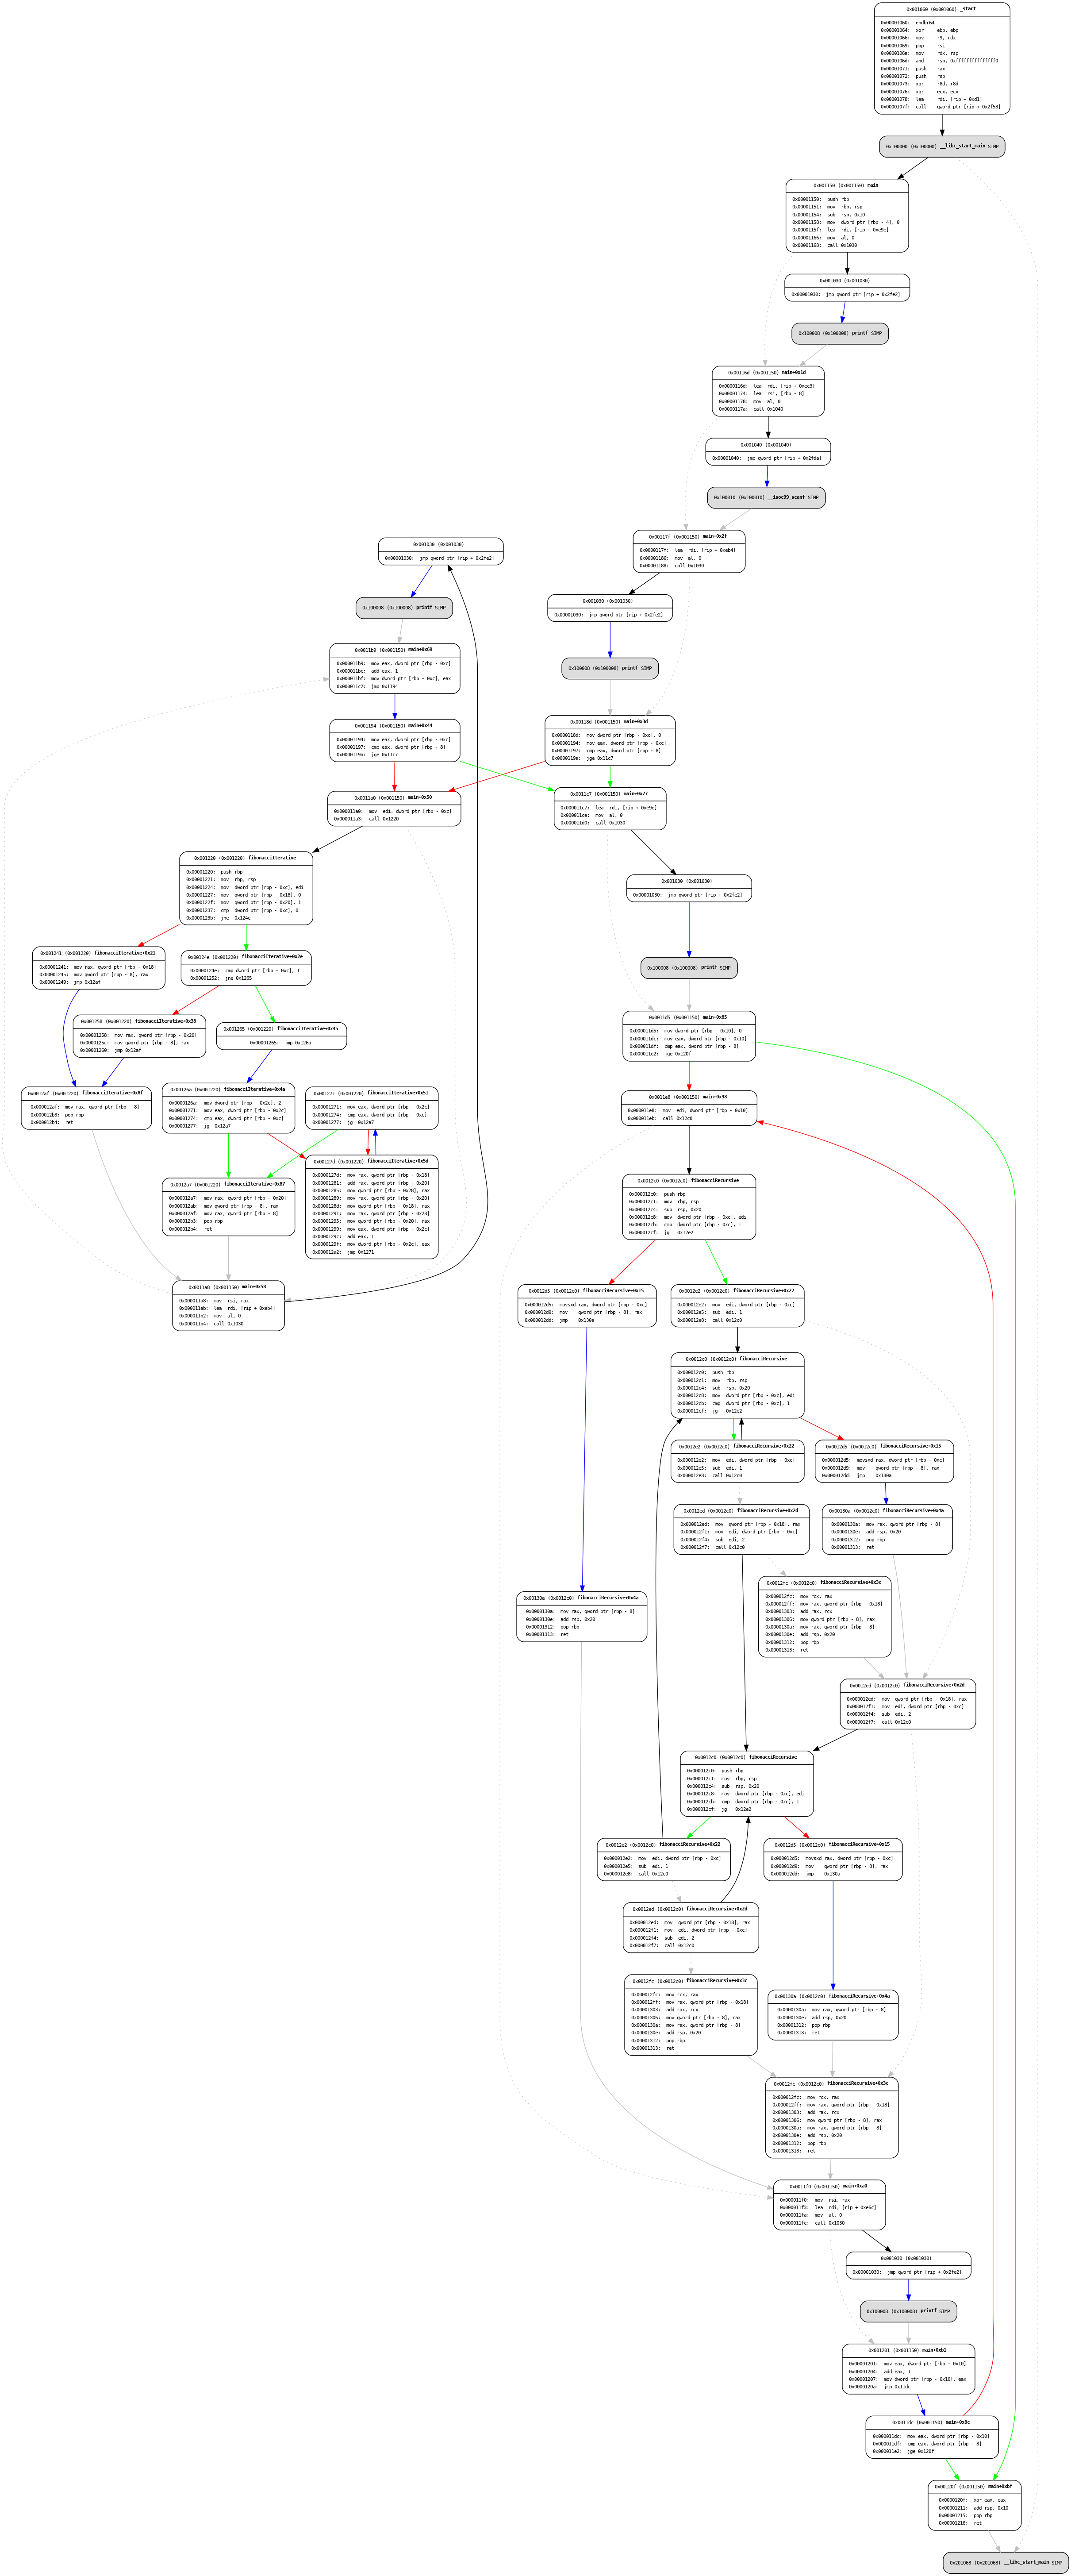 0x001060 (0x001060) _start
0x00001060: endbr64
0x00001064: xor ebp, ebp
0x00001066: mov r9, rdx
0x00001069: pop rsi
0x0000106a: mov rdx, rsp
0x0000106d: and rsp, 0xfffffffffffffff0
0x00001071: push rax
0x00001072: push rsp
0x00001073: xor r8d, r8d
0x00001076: xor ecx, ecx
0x00001078: lea rdi, [rip + 0xd1]
0x0000107f: call qword ptr [rip + 0x2f53]
0x100000 (0x100000) __libc_start_main SIMP
0x001150 (0x001150) main
0x00001150: push rbp
0x00001151: mov rbp, rsp
0x00001154: sub rsp, 0x10
0x00001158: mov dword ptr [rbp - 4], 0
0x0000115f: lea rdi, [rip + 0xe9e]
0x00001166: mov al, 0
0x00001168: call 0x1030
0x001030 (0x001030)
0x00001030: jmp qword ptr [rip + 0x2fe2]
0x100008 (0x100008) printf SIMP
0x00116d (0x001150) main+0x1d
0x0000116d: lea rdi, [rip + 0xec3]
0x00001174: lea rsi, [rbp - 8]
0x00001178: mov al, 0
0x0000117a: call 0x1040
0x001040 (0x001040)
0x00001040: jmp qword ptr [rip + 0x2fda]
0x100010 (0x100010) __isoc99_scanf SIMP
0x00117f (0x001150) main+0x2f
0x0000117f: lea rdi, [rip + 0xeb4]
0x00001186: mov al, 0
0x00001188: call 0x1030
0x001030 (0x001030)
0x00001030: jmp qword ptr [rip + 0x2fe2]
0x001030 (0x001030)
0x00001030: jmp qword ptr [rip + 0x2fe2]
0x100008 (0x100008) printf SIMP
0x100008 (0x100008) printf SIMP
0x0011b9 (0x001150) main+0x69
0x000011b9: mov eax, dword ptr [rbp - 0xc]
0x000011bc: add eax, 1
0x000011bf: mov dword ptr [rbp - 0xc], eax
0x000011c2: jmp 0x1194
0x001194 (0x001150) main+0x44
0x00001194: mov eax, dword ptr [rbp - 0xc]
0x00001197: cmp eax, dword ptr [rbp - 8]
0x0000119a: jge 0x11c7
0x00118d (0x001150) main+0x3d
0x0000118d: mov dword ptr [rbp - 0xc], 0
0x00001194: mov eax, dword ptr [rbp - 0xc]
0x00001197: cmp eax, dword ptr [rbp - 8]
0x0000119a: jge 0x11c7
0x0011a0 (0x001150) main+0x50
0x000011a0: mov edi, dword ptr [rbp - 0xc]
0x000011a3: call 0x1220
0x0011c7 (0x001150) main+0x77
0x000011c7: lea rdi, [rip + 0xe9e]
0x000011ce: mov al, 0
0x000011d0: call 0x1030
0x001220 (0x001220) fibonacciIterative
0x00001220: push rbp
0x00001221: mov rbp, rsp
0x00001224: mov dword ptr [rbp - 0xc], edi
0x00001227: mov qword ptr [rbp - 0x18], 0
0x0000122f: mov qword ptr [rbp - 0x20], 1
0x00001237: cmp dword ptr [rbp - 0xc], 0
0x0000123b: jne 0x124e
0x001030 (0x001030)
0x00001030: jmp qword ptr [rip + 0x2fe2]
0x001241 (0x001220) fibonacciIterative+0x21
0x00001241: mov rax, qword ptr [rbp - 0x18]
0x00001245: mov qword ptr [rbp - 8], rax
0x00001249: jmp 0x12af
0x00124e (0x001220) fibonacciIterative+0x2e
0x0000124e: cmp dword ptr [rbp - 0xc], 1
0x00001252: jne 0x1265
0x100008 (0x100008) printf SIMP
0x001258 (0x001220) fibonacciIterative+0x38
0x00001258: mov rax, qword ptr [rbp - 0x20]
0x0000125c: mov qword ptr [rbp - 8], rax
0x00001260: jmp 0x12af
0x001265 (0x001220) fibonacciIterative+0x45
0x00001265: jmp 0x126a
0x0011d5 (0x001150) main+0x85
0x000011d5: mov dword ptr [rbp - 0x10], 0
0x000011dc: mov eax, dword ptr [rbp - 0x10]
0x000011df: cmp eax, dword ptr [rbp - 8]
0x000011e2: jge 0x120f
0x0012af (0x001220) fibonacciIterative+0x8f
0x000012af: mov rax, qword ptr [rbp - 8]
0x000012b3: pop rbp
0x000012b4: ret
0x00126a (0x001220) fibonacciIterative+0x4a
0x0000126a: mov dword ptr [rbp - 0x2c], 2
0x00001271: mov eax, dword ptr [rbp - 0x2c]
0x00001274: cmp eax, dword ptr [rbp - 0xc]
0x00001277: jg 0x12a7
0x001271 (0x001220) fibonacciIterative+0x51
0x00001271: mov eax, dword ptr [rbp - 0x2c]
0x00001274: cmp eax, dword ptr [rbp - 0xc]
0x00001277: jg 0x12a7
0x0011e8 (0x001150) main+0x98
0x000011e8: mov edi, dword ptr [rbp - 0x10]
0x000011eb: call 0x12c0
0x0012a7 (0x001220) fibonacciIterative+0x87
0x000012a7: mov rax, qword ptr [rbp - 0x20]
0x000012ab: mov qword ptr [rbp - 8], rax
0x000012af: mov rax, qword ptr [rbp - 8]
0x000012b3: pop rbp
0x000012b4: ret
0x00127d (0x001220) fibonacciIterative+0x5d
0x0000127d: mov rax, qword ptr [rbp - 0x18]
0x00001281: add rax, qword ptr [rbp - 0x20]
0x00001285: mov qword ptr [rbp - 0x28], rax
0x00001289: mov rax, qword ptr [rbp - 0x20]
0x0000128d: mov qword ptr [rbp - 0x18], rax
0x00001291: mov rax, qword ptr [rbp - 0x28]
0x00001295: mov qword ptr [rbp - 0x20], rax
0x00001299: mov eax, dword ptr [rbp - 0x2c]
0x0000129c: add eax, 1
0x0000129f: mov dword ptr [rbp - 0x2c], eax
0x000012a2: jmp 0x1271
0x0012c0 (0x0012c0) fibonacciRecursive
0x000012c0: push rbp
0x000012c1: mov rbp, rsp
0x000012c4: sub rsp, 0x20
0x000012c8: mov dword ptr [rbp - 0xc], edi
0x000012cb: cmp dword ptr [rbp - 0xc], 1
0x000012cf: jg 0x12e2
0x0011a8 (0x001150) main+0x58
0x000011a8: mov rsi, rax
0x000011ab: lea rdi, [rip + 0xeb4]
0x000011b2: mov al, 0
0x000011b4: call 0x1030
0x0012d5 (0x0012c0) fibonacciRecursive+0x15
0x000012d5: movsxd rax, dword ptr [rbp - 0xc]
0x000012d9: mov qword ptr [rbp - 8], rax
0x000012dd: jmp 0x130a
0x0012e2 (0x0012c0) fibonacciRecursive+0x22
0x000012e2: mov edi, dword ptr [rbp - 0xc]
0x000012e5: sub edi, 1
0x000012e8: call 0x12c0
0x0012c0 (0x0012c0) fibonacciRecursive
0x000012c0: push rbp
0x000012c1: mov rbp, rsp
0x000012c4: sub rsp, 0x20
0x000012c8: mov dword ptr [rbp - 0xc], edi
0x000012cb: cmp dword ptr [rbp - 0xc], 1
0x000012cf: jg 0x12e2
0x0012e2 (0x0012c0) fibonacciRecursive+0x22
0x000012e2: mov edi, dword ptr [rbp - 0xc]
0x000012e5: sub edi, 1
0x000012e8: call 0x12c0
0x0012d5 (0x0012c0) fibonacciRecursive+0x15
0x000012d5: movsxd rax, dword ptr [rbp - 0xc]
0x000012d9: mov qword ptr [rbp - 8], rax
0x000012dd: jmp 0x130a
0x0012ed (0x0012c0) fibonacciRecursive+0x2d
0x000012ed: mov qword ptr [rbp - 0x18], rax
0x000012f1: mov edi, dword ptr [rbp - 0xc]
0x000012f4: sub edi, 2
0x000012f7: call 0x12c0
0x00130a (0x0012c0) fibonacciRecursive+0x4a
0x0000130a: mov rax, qword ptr [rbp - 8]
0x0000130e: add rsp, 0x20
0x00001312: pop rbp
0x00001313: ret
0x0012fc (0x0012c0) fibonacciRecursive+0x3c
0x000012fc: mov rcx, rax
0x000012ff: mov rax, qword ptr [rbp - 0x18]
0x00001303: add rax, rcx
0x00001306: mov qword ptr [rbp - 8], rax
0x0000130a: mov rax, qword ptr [rbp - 8]
0x0000130e: add rsp, 0x20
0x00001312: pop rbp
0x00001313: ret
0x00130a (0x0012c0) fibonacciRecursive+0x4a
0x0000130a: mov rax, qword ptr [rbp - 8]
0x0000130e: add rsp, 0x20
0x00001312: pop rbp
0x00001313: ret
0x0012ed (0x0012c0) fibonacciRecursive+0x2d
0x000012ed: mov qword ptr [rbp - 0x18], rax
0x000012f1: mov edi, dword ptr [rbp - 0xc]
0x000012f4: sub edi, 2
0x000012f7: call 0x12c0
0x0012c0 (0x0012c0) fibonacciRecursive
0x000012c0: push rbp
0x000012c1: mov rbp, rsp
0x000012c4: sub rsp, 0x20
0x000012c8: mov dword ptr [rbp - 0xc], edi
0x000012cb: cmp dword ptr [rbp - 0xc], 1
0x000012cf: jg 0x12e2
0x0012e2 (0x0012c0) fibonacciRecursive+0x22
0x000012e2: mov edi, dword ptr [rbp - 0xc]
0x000012e5: sub edi, 1
0x000012e8: call 0x12c0
0x0012d5 (0x0012c0) fibonacciRecursive+0x15
0x000012d5: movsxd rax, dword ptr [rbp - 0xc]
0x000012d9: mov qword ptr [rbp - 8], rax
0x000012dd: jmp 0x130a
0x0012ed (0x0012c0) fibonacciRecursive+0x2d
0x000012ed: mov qword ptr [rbp - 0x18], rax
0x000012f1: mov edi, dword ptr [rbp - 0xc]
0x000012f4: sub edi, 2
0x000012f7: call 0x12c0
0x0012fc (0x0012c0) fibonacciRecursive+0x3c
0x000012fc: mov rcx, rax
0x000012ff: mov rax, qword ptr [rbp - 0x18]
0x00001303: add rax, rcx
0x00001306: mov qword ptr [rbp - 8], rax
0x0000130a: mov rax, qword ptr [rbp - 8]
0x0000130e: add rsp, 0x20
0x00001312: pop rbp
0x00001313: ret
0x00130a (0x0012c0) fibonacciRecursive+0x4a
0x0000130a: mov rax, qword ptr [rbp - 8]
0x0000130e: add rsp, 0x20
0x00001312: pop rbp
0x00001313: ret
0x0012fc (0x0012c0) fibonacciRecursive+0x3c
0x000012fc: mov rcx, rax
0x000012ff: mov rax, qword ptr [rbp - 0x18]
0x00001303: add rax, rcx
0x00001306: mov qword ptr [rbp - 8], rax
0x0000130a: mov rax, qword ptr [rbp - 8]
0x0000130e: add rsp, 0x20
0x00001312: pop rbp
0x00001313: ret
0x0011f0 (0x001150) main+0xa0
0x000011f0: mov rsi, rax
0x000011f3: lea rdi, [rip + 0xe6c]
0x000011fa: mov al, 0
0x000011fc: call 0x1030
0x001030 (0x001030)
0x00001030: jmp qword ptr [rip + 0x2fe2]
0x100008 (0x100008) printf SIMP
0x001201 (0x001150) main+0xb1
0x00001201: mov eax, dword ptr [rbp - 0x10]
0x00001204: add eax, 1
0x00001207: mov dword ptr [rbp - 0x10], eax
0x0000120a: jmp 0x11dc
0x0011dc (0x001150) main+0x8c
0x000011dc: mov eax, dword ptr [rbp - 0x10]
0x000011df: cmp eax, dword ptr [rbp - 8]
0x000011e2: jge 0x120f
0x00120f (0x001150) main+0xbf
0x0000120f: xor eax, eax
0x00001211: add rsp, 0x10
0x00001215: pop rbp
0x00001216: ret
0x201068 (0x201068) __libc_start_main SIMP